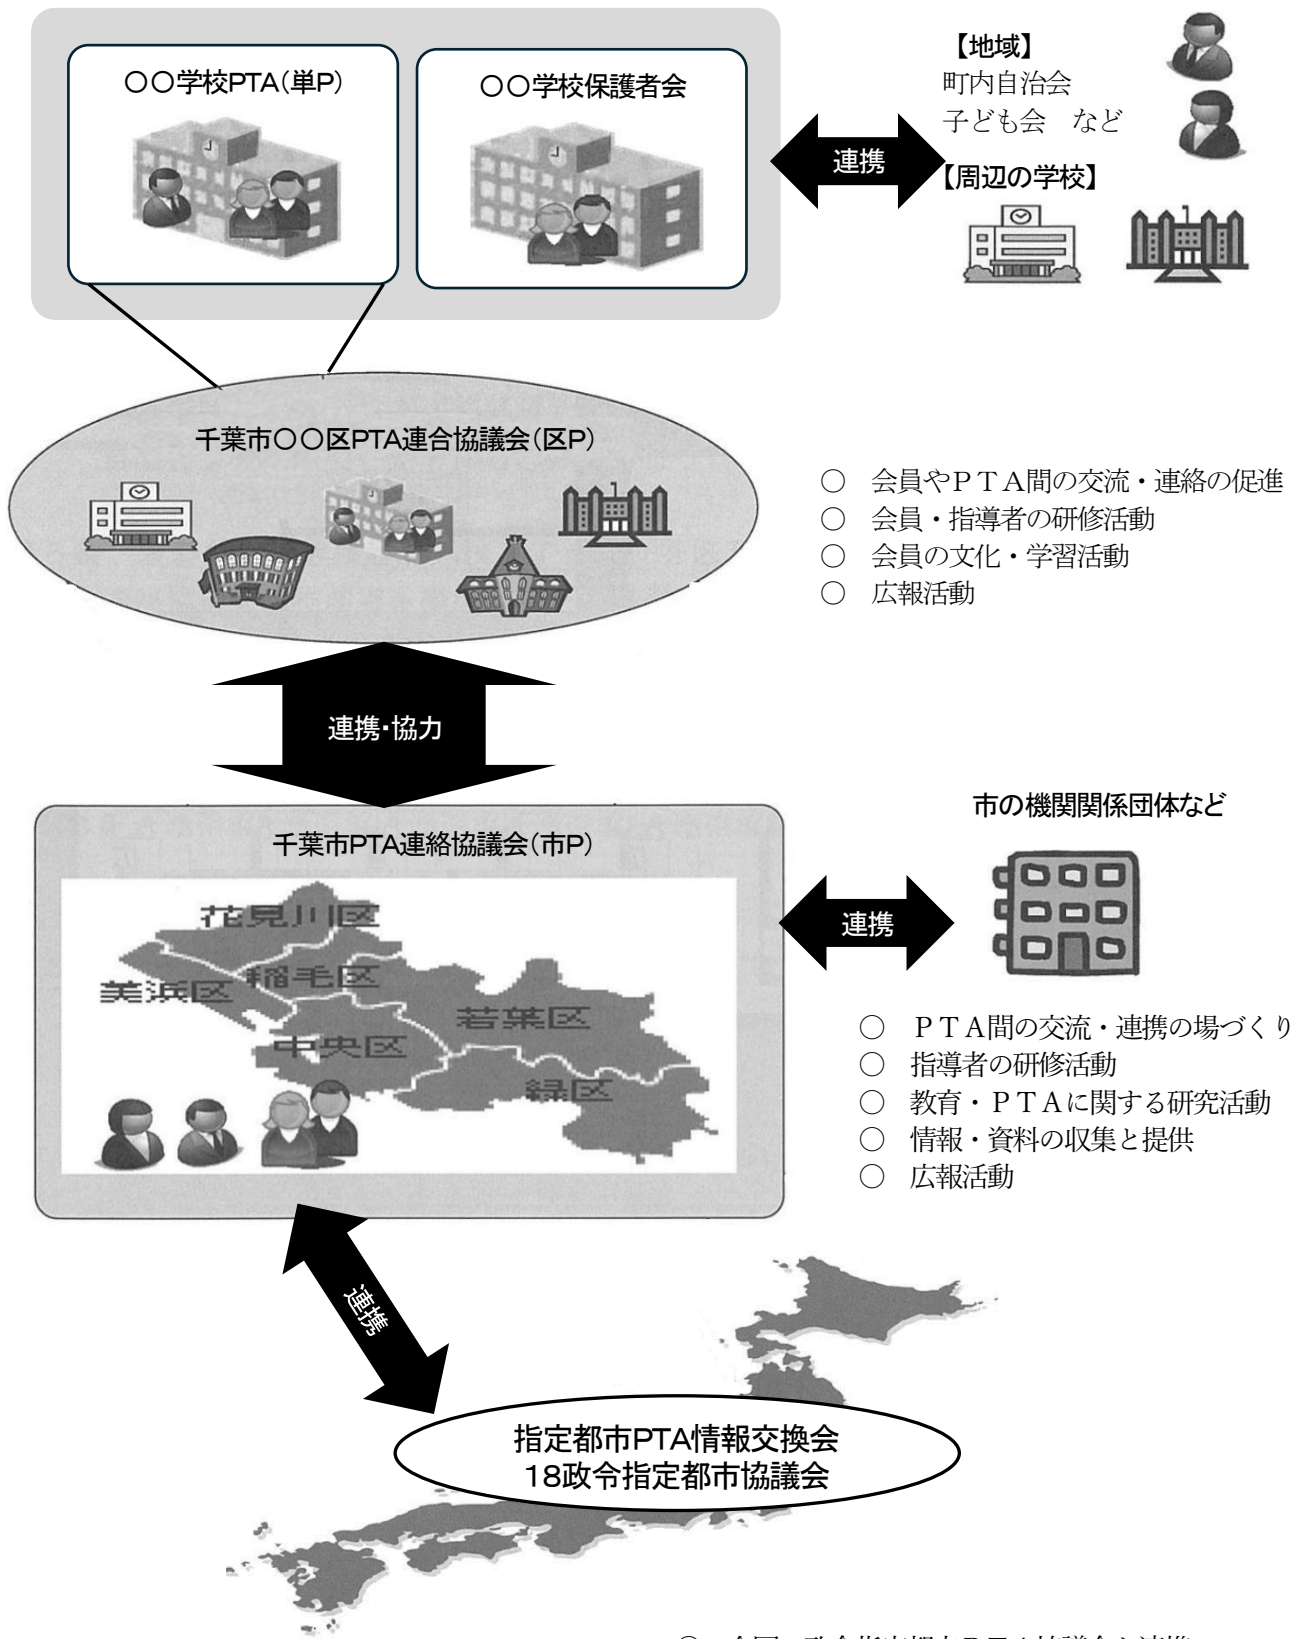 〇〇学校PTA(単P)
〇〇学校保護者会
【地域】
町内自治会
子ども会　など
連携
【周辺の学校】
千葉市〇〇区PTA連合協議会(区P)
○　会員やＰＴＡ間の交流・連絡の促進
○　会員・指導者の研修活動
○　会員の文化・学習活動
○　広報活動
連携・協力
市の機関関係団体など
千葉市PTA連絡協議会(市P)
花見川区
美浜区
稲毛区
若葉区
中央区
緑区
連携
○　ＰＴＡ間の交流・連携の場づくり
○　指導者の研修活動
○　教育・ＰＴＡに関する研究活動
○　情報・資料の収集と提供
○　広報活動
連携
指定都市PTA情報交換会
18政令指定都市協議会